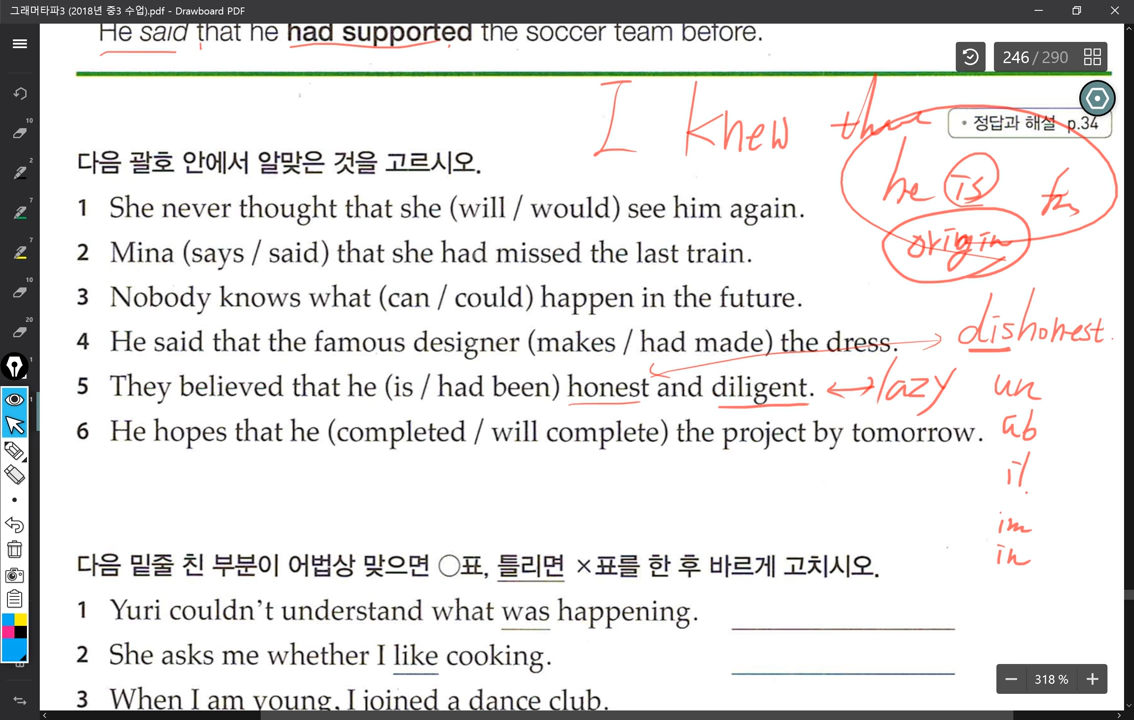 그래머타파3 (2018년 중3 수업).pdf - Drawboard PDF
He said that he had supported the soccer team before.
246 / 290
• 정답과 해설 p.34
I knew that
he is
origin
다음 괄호 안에서 알맞은 것을 고르시오.
1 She never thought that she (will / would) see him again.
2 Mina (says / said) that she had missed the last train.
3 Nobody knows what (can / could) happen in the future.
4 He said that the famous designer (makes / had made) the dress.
dishonest.
5 They believed that he (is / had been) honest and diligent.
lazy
un
6 He hopes that he (completed / will complete) the project by tomorrow.
ab
il
im
in
다음 밑줄 친 부분이 어법상 맞으면 ○표, 틀리면 ×표를 한 후 바르게 고치시오.
1 Yuri couldn't understand what was happening.
2 She asks me whether I like cooking.
3 When I am young, I joined a dance club.
318 %
10
2
7
7
10
20
1
1